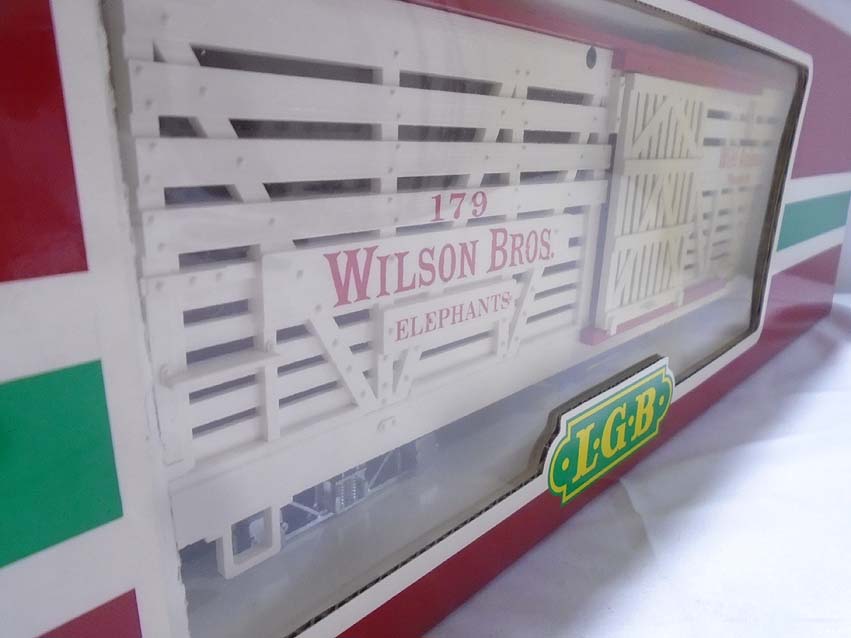 179
WILSON BROS.
ELEPHANTS
L·G·B